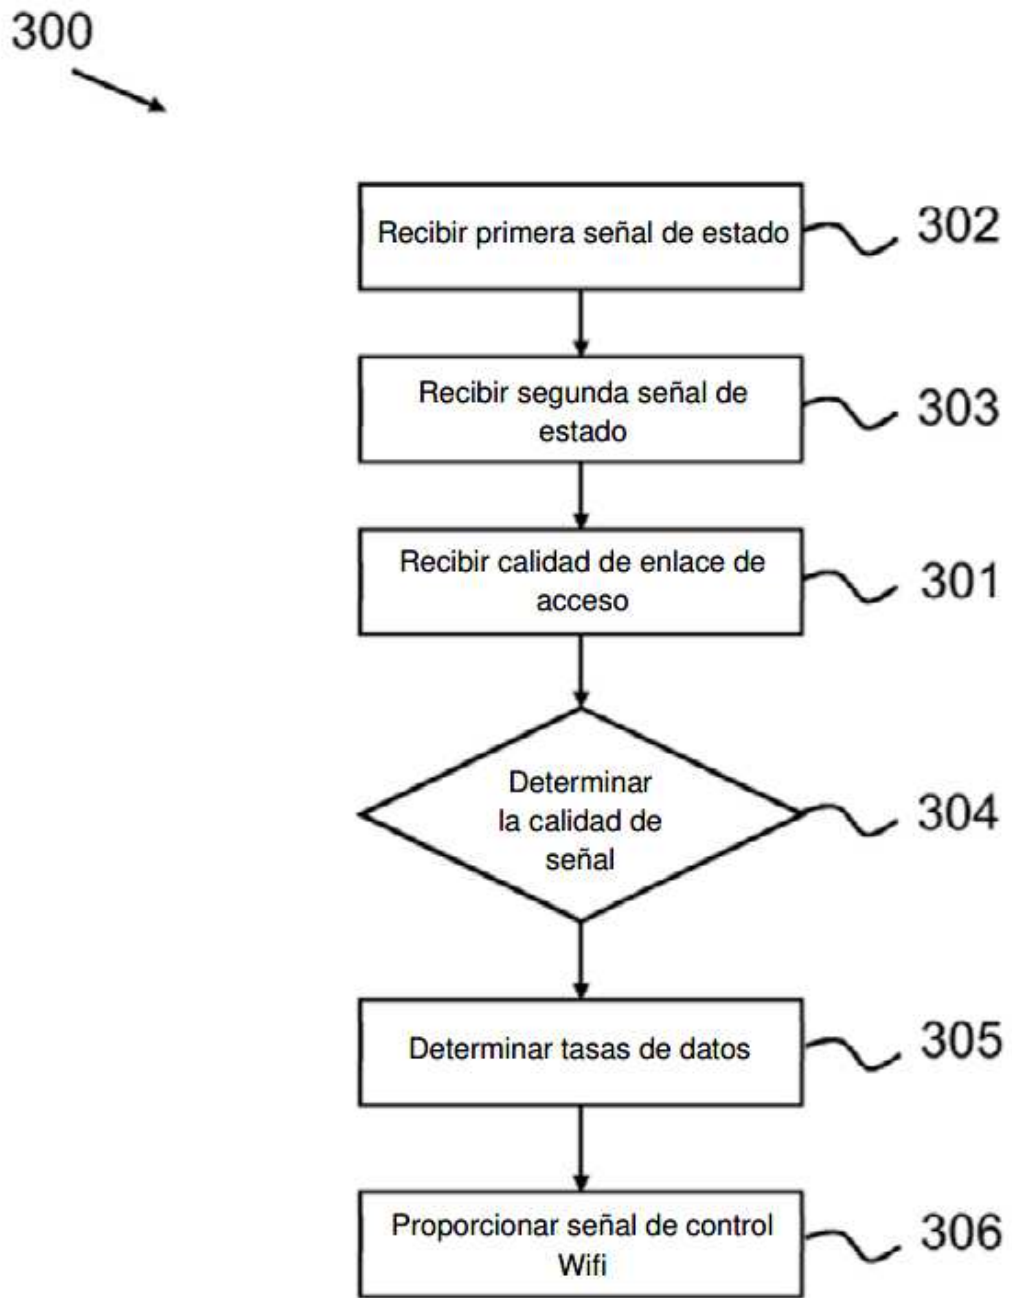 300
Recibir primera señal de estado
302
Recibir segunda señal de
estado
303
Recibir calidad de enlace de
acceso
301
Determinar
la calidad de
señal
304
Determinar tasas de datos
305
Proporcionar señal de control
Wifi
306